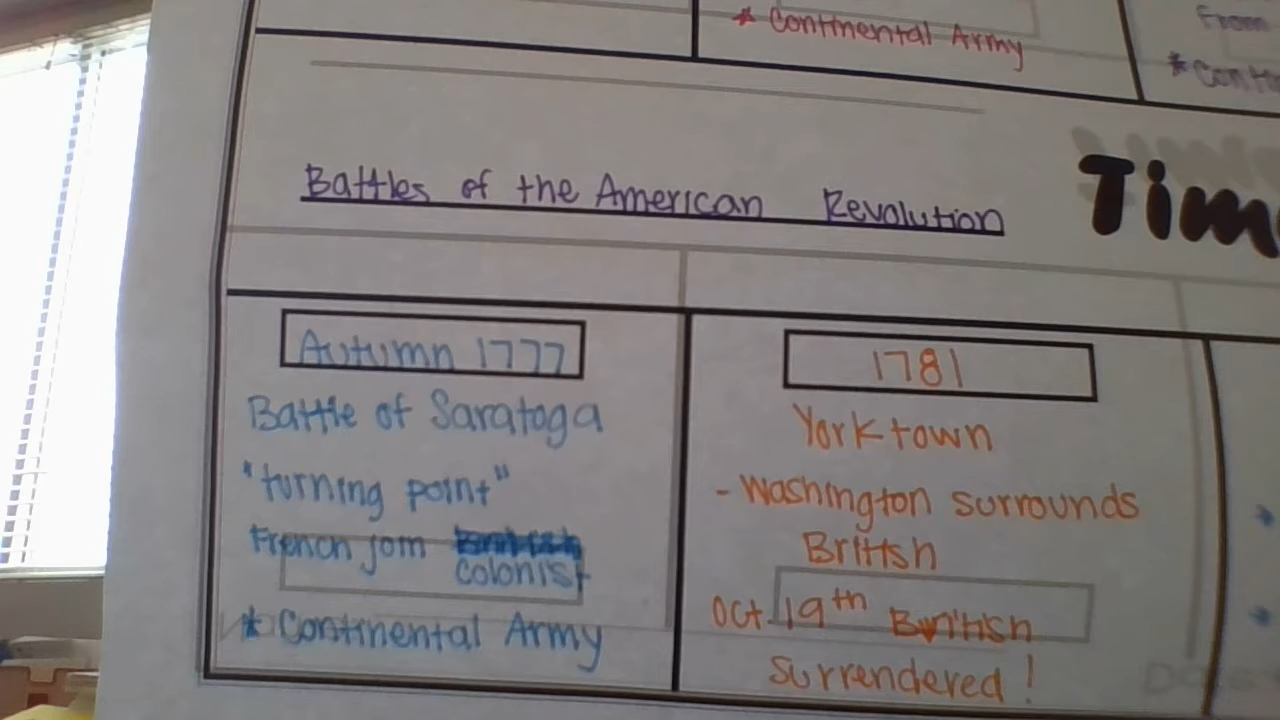 * Continental Army
From
Battles of the American Revolution
Autumn 1777
Battle of Saratoga
"turning point"
French join
colonist
* Continental Army
1781
Yorktown
- Washington surrounds
British
Oct. 19th British
surrendered!